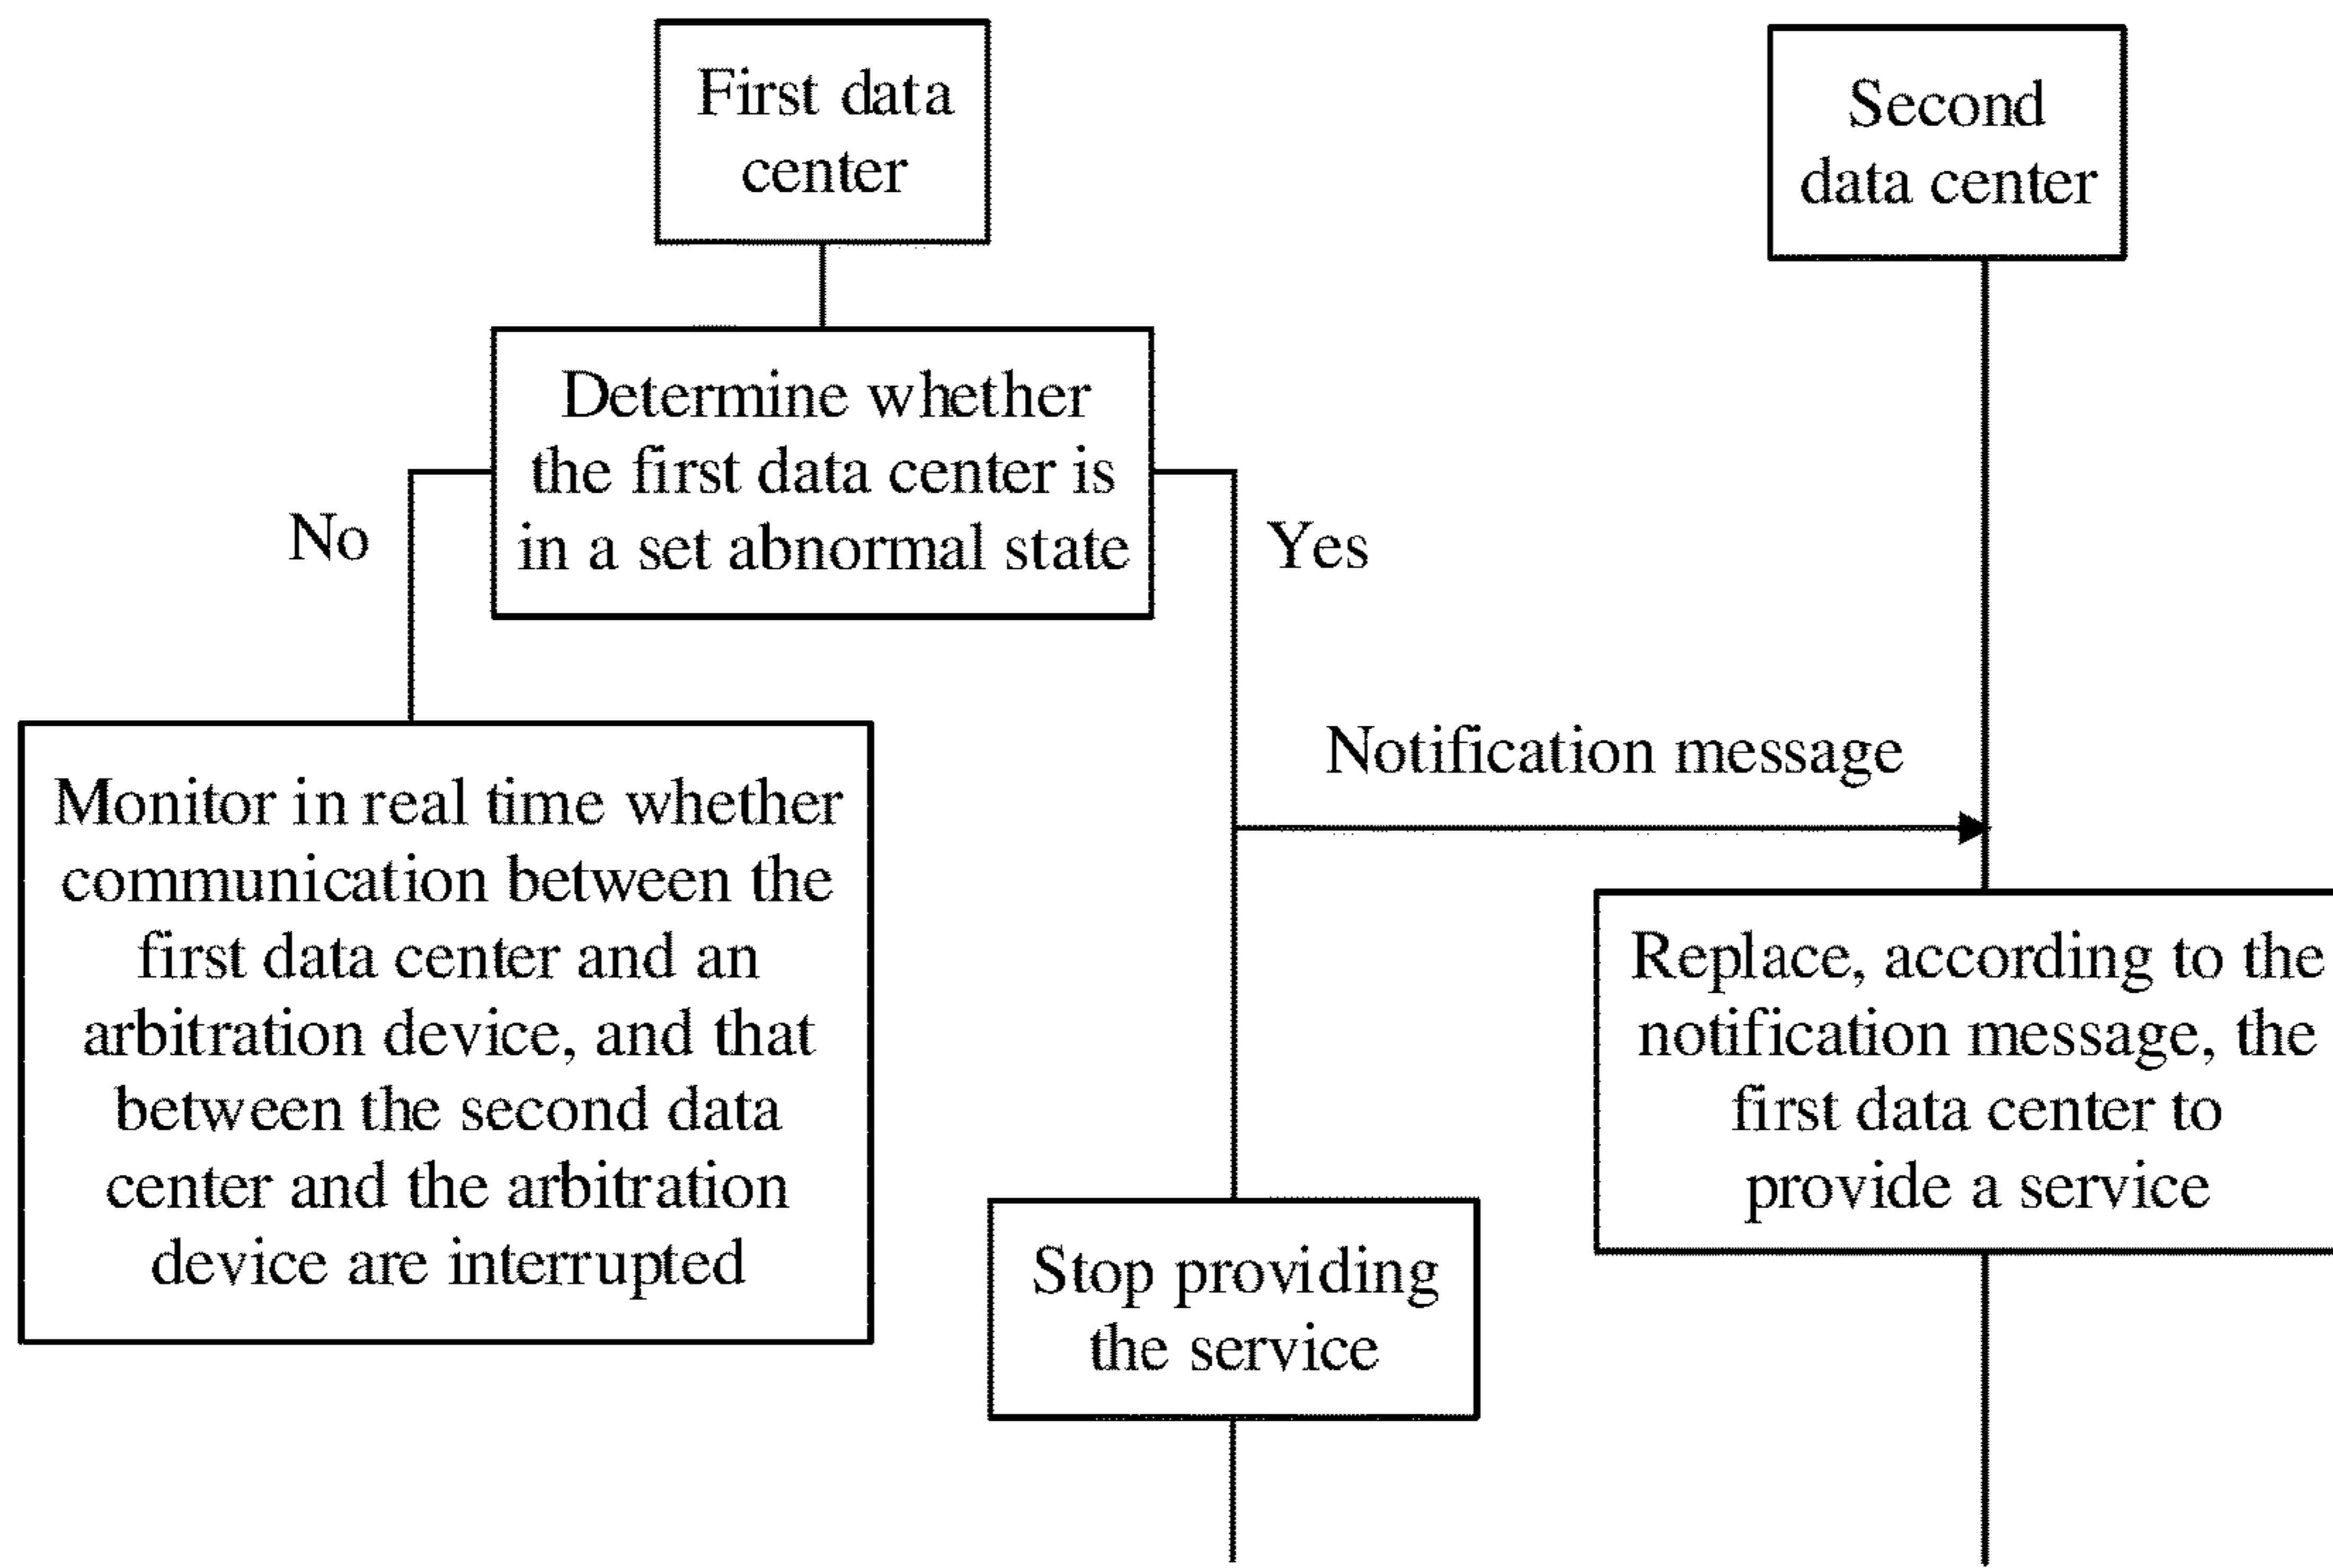 First data
center
Second
data center
Determine whether
the first data center is
in a set abnormal state
No
Yes
Notification message
Monitor in real time whether
communication between the
first data center and an
arbitration device, and that
between the second data
center and the arbitration
device are interrupted
Replace, according to the
notification message, the
first data center to
provide a service
Stop providing
the service